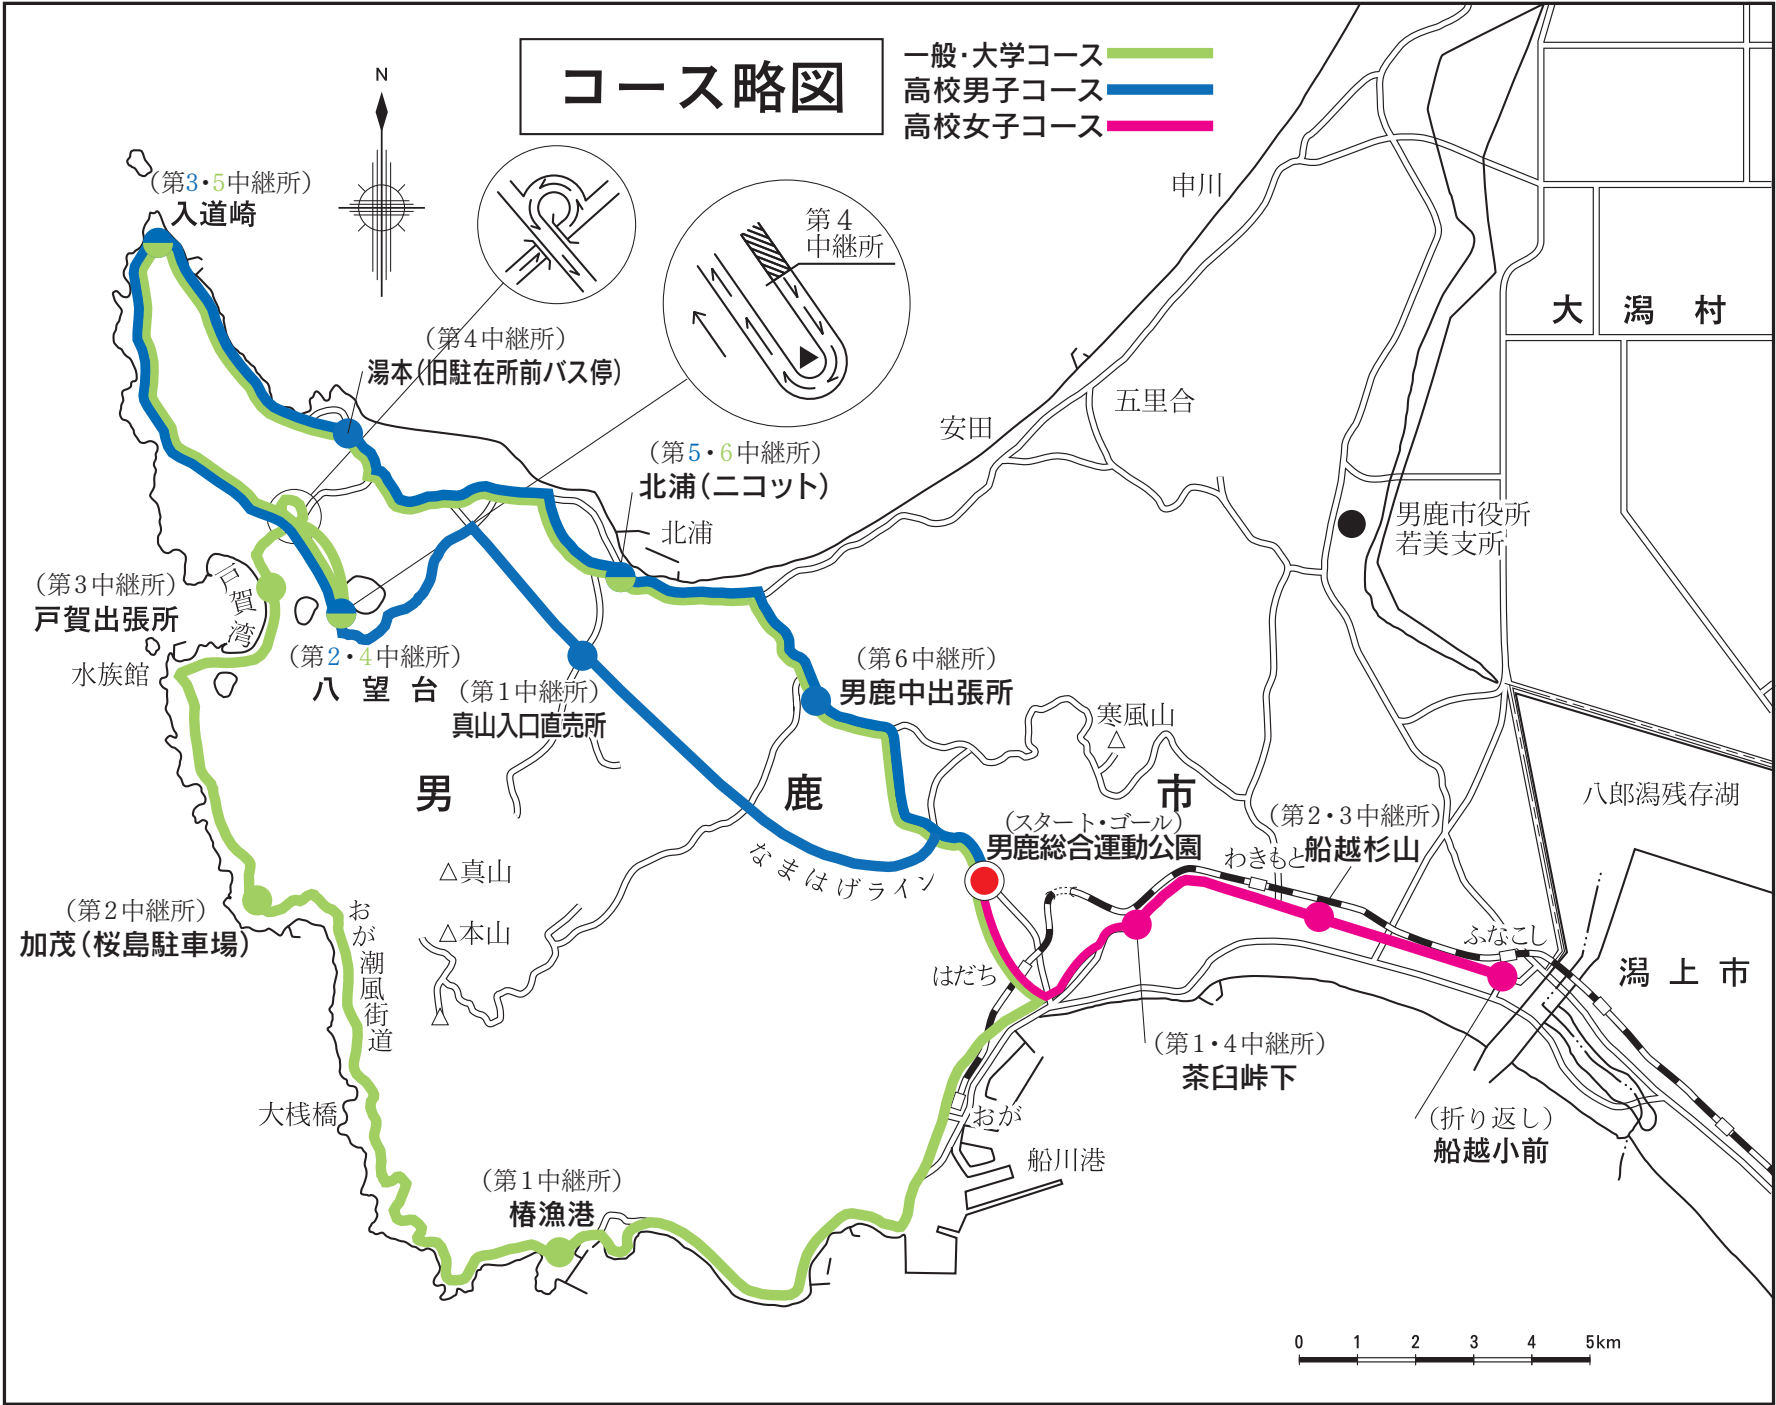 コース略図
一般・大学コース
高校男子コース
高校女子コース
N
(第3・5中継所)
入道崎
第4
中継所
申川
大潟村
(第4中継所)
湯本(旧駐在所前バス停)
五里合
安田
(第5・6中継所)
北浦(ニコット)
北浦
男鹿市役所
若美支所
(第3中継所)
戸賀出張所
戸賀湾
水族館
(第2・4中継所)
八望台
(第1中継所)
真山入口直売所
(第6中継所)
男鹿中出張所
寒風山
男鹿市
八郎潟残存湖
(スタート・ゴール)
男鹿総合運動公園
(第2・3中継所)
船越杉山
わきもと
なまはげライン
真山
本山
(第2中継所)
加茂(桜島駐車場)
おが潮風街道
はだち
ふなこし
潟上市
(第1・4中継所)
茶臼峠下
大桟橋
おが
船川港
(折り返し)
船越小前
(第1中継所)
椿漁港
0 1 2 3 4 5km